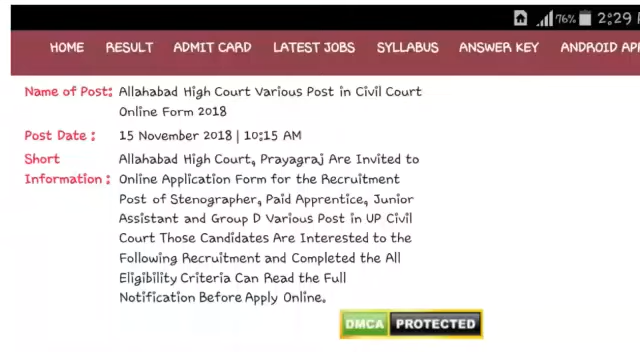 76% 2:29
HOME RESULT ADMIT CARD LATEST JOBS SYLLABUS ANSWER KEY ANDROID AP
Name of Post: Allahabad High Court Various Post in Civil Court
Online Form 2018
Post Date : 15 November 2018 | 10:15 AM
Short Allahabad High Court, Prayagraj Are Invited to
Information : Online Application Form for the Recruitment
Post of Stenographer, Paid Apprentice, Junior
Assistant and Group D Various Post in UP Civil
Court Those Candidates Are Interested to the
Following Recruitment and Completed the All
Eligibility Criteria Can Read the Full
Notification Before Apply Online.
DMCA PROTECTED